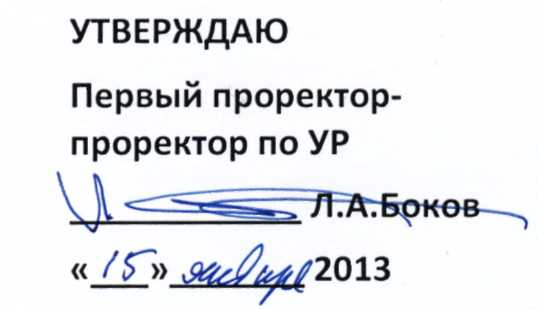 УТВЕРЖДАЮ
Первый проректор-
проректор по УР
Л.А.Боков
« 15 » января 2013